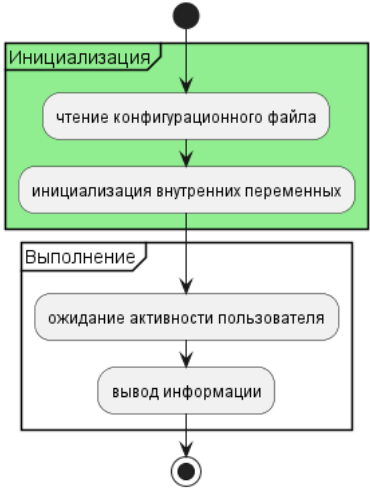 Инициализация
чтение конфигурационного файла
инициализация внутренних переменных
Выполнение
ожидание активности пользователя
вывод информации